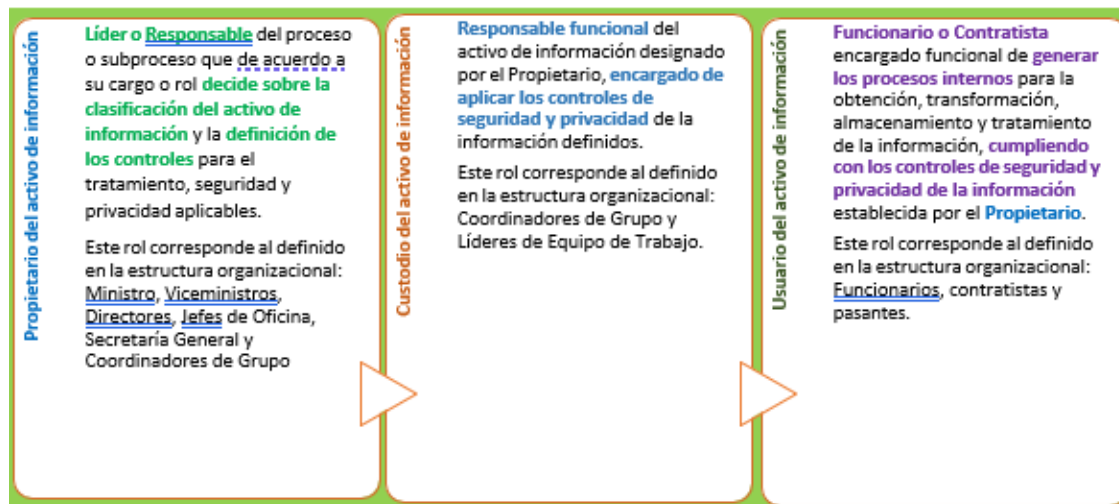 Propietario del activo de información
Líder o Responsable del proceso
o subproceso que de acuerdo a
su cargo o rol decide sobre la
clasificación del activo de
información y la definición de
los controles para el
tratamiento, seguridad y
privacidad aplicables.
Este rol corresponde al definido
en la estructura organizacional:
Ministro, Viceministros,
Directores, Jefes de Oficina,
Secretaría General y
Coordinadores de Grupo
Custodio del activo de información
Responsable funcional del
activo de información designado
por el Propietario, encargado de
aplicar los controles de
seguridad y privacidad de la
información definidos.
Este rol corresponde al definido
en la estructura organizacional:
Coordinadores de Grupo y
Líderes de Equipo de Trabajo.
Usuario del activo de información
Funcionario o Contratista
encargado funcional de generar
los procesos internos para la
obtención, transformación,
almacenamiento y tratamiento
de la información, cumpliendo
con los controles de seguridad y
privacidad de la información
establecida por el Propietario.
Este rol corresponde al definido
en la estructura organizacional:
Funcionarios, contratistas y
pasantes.